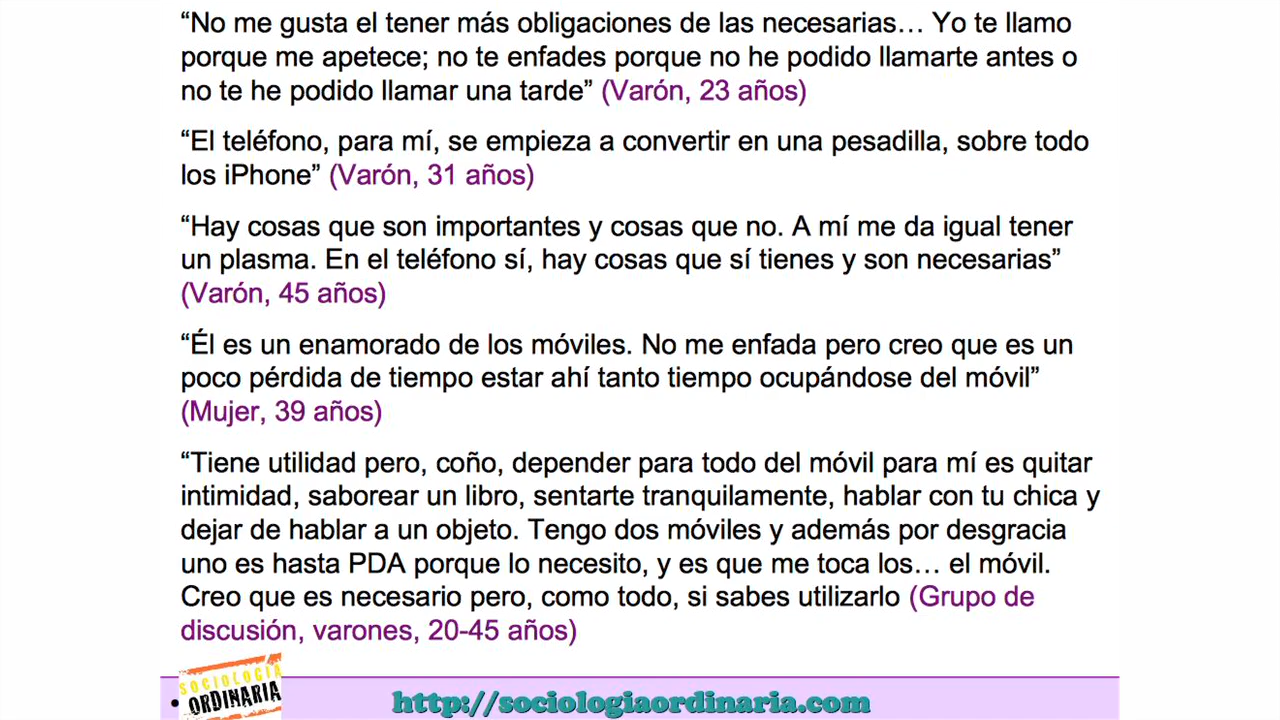 “No me gusta el tener más obligaciones de las necesarias… Yo te llamo
porque me apetece; no te enfades porque no he podido llamarte antes o
no te he podido llamar una tarde” (Varón, 23 años)
“El teléfono, para mí, se empieza a convertir en una pesadilla, sobre todo
los iPhone” (Varón, 31 años)
“Hay cosas que son importantes y cosas que no. A mí me da igual tener
un plasma. En el teléfono sí, hay cosas que sí tienes y son necesarias”
(Varón, 45 años)
“Él es un enamorado de los móviles. No me enfada pero creo que es un
poco pérdida de tiempo estar ahí tanto tiempo ocupándose del móvil”
(Mujer, 39 años)
“Tiene utilidad pero, coño, depender para todo del móvil para mí es quitar
intimidad, saborear un libro, sentarte tranquilamente, hablar con tu chica y
dejar de hablar a un objeto. Tengo dos móviles y además por desgracia
uno es hasta PDA porque lo necesito, y es que me toca los… el móvil.
Creo que es necesario pero, como todo, si sabes utilizarlo (Grupo de
discusión, varones, 20-45 años)
SOCIOLOGÍA
ORDINARIA
http://sociologiaordinaria.com